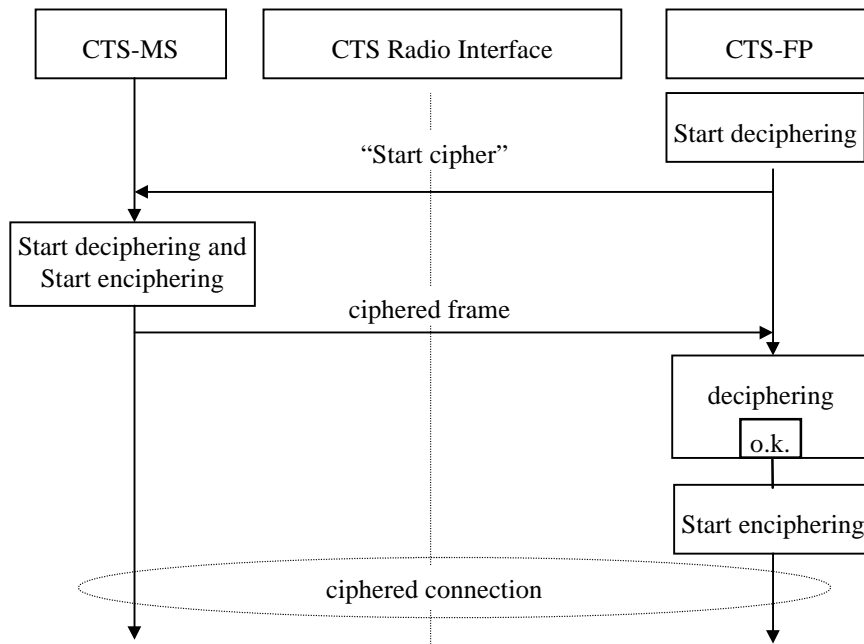 CTS-MS
CTS Radio Interface
CTS-FP
Start deciphering
“Start cipher”
Start deciphering and
Start enciphering
ciphered frame
deciphering
o.k.
Start enciphering
ciphered connection